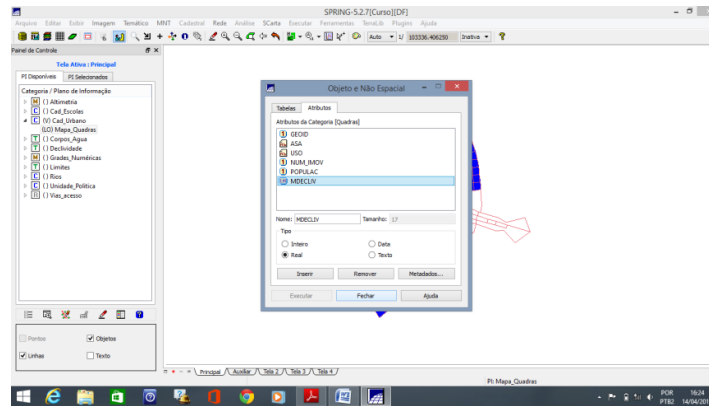 SPRING-5.2.7[Curso][DF]
Arquivo Editar Exibir Imagem Temático MNT Cadastral Rede Análise SCarta Executar Ferramentas TerraLib Plugins Ajuda
Auto 1/ 103336.406250 Inativa
Painel de Controle
Tela Ativa : Principal
PI Disponíveis PI Selecionados
Categoria / Plano de Informação
M () Altimetria
C () Cad_Escolas
C (V) Cad_Urbano
(LO) Mapa_Quadras
T () Corpos_Agua
T () Declividade
M () Grades_Numéricas
T () Limites
C () Rios
C () Unidade_Politica
() Vias_acesso
Pontos Objetos
Linhas Texto
Objeto e Não Espacial
Tabelas Atributos
Atributos da Categoria [Quadras]
GEOID
ASA
USO
NUM_IMOV
POPULAC
MDECLIV
Nome: MDECLIV Tamanho: 17
Tipo
Inteiro Data
Real Texto
Inserir Remover Metadados...
Executar Fechar Ajuda
Principal Auxiliar Tela 2 Tela 3 Tela 4
PI: Mapa_Quadras
POR 16:24
PTB2 14/04/201